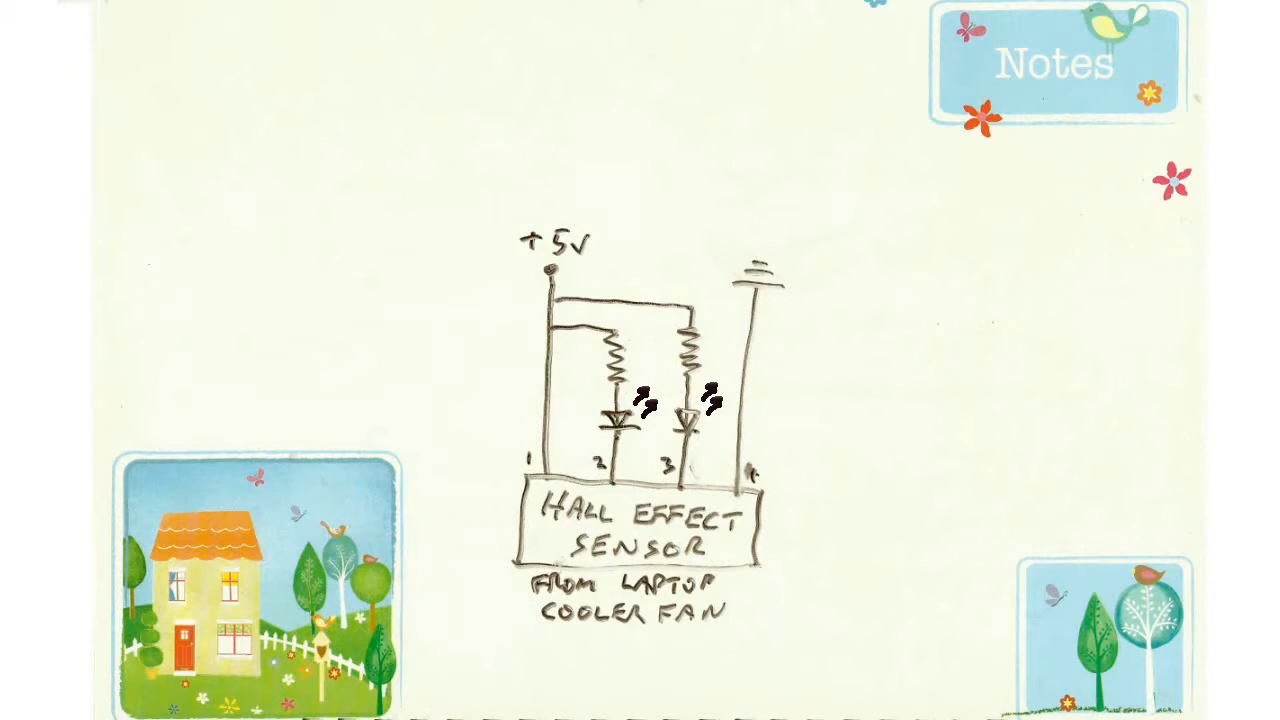 Notes
+5V
1 2 3 4
HALL EFFECT
SENSOR
FROM LAPTOP
COOLER FAN